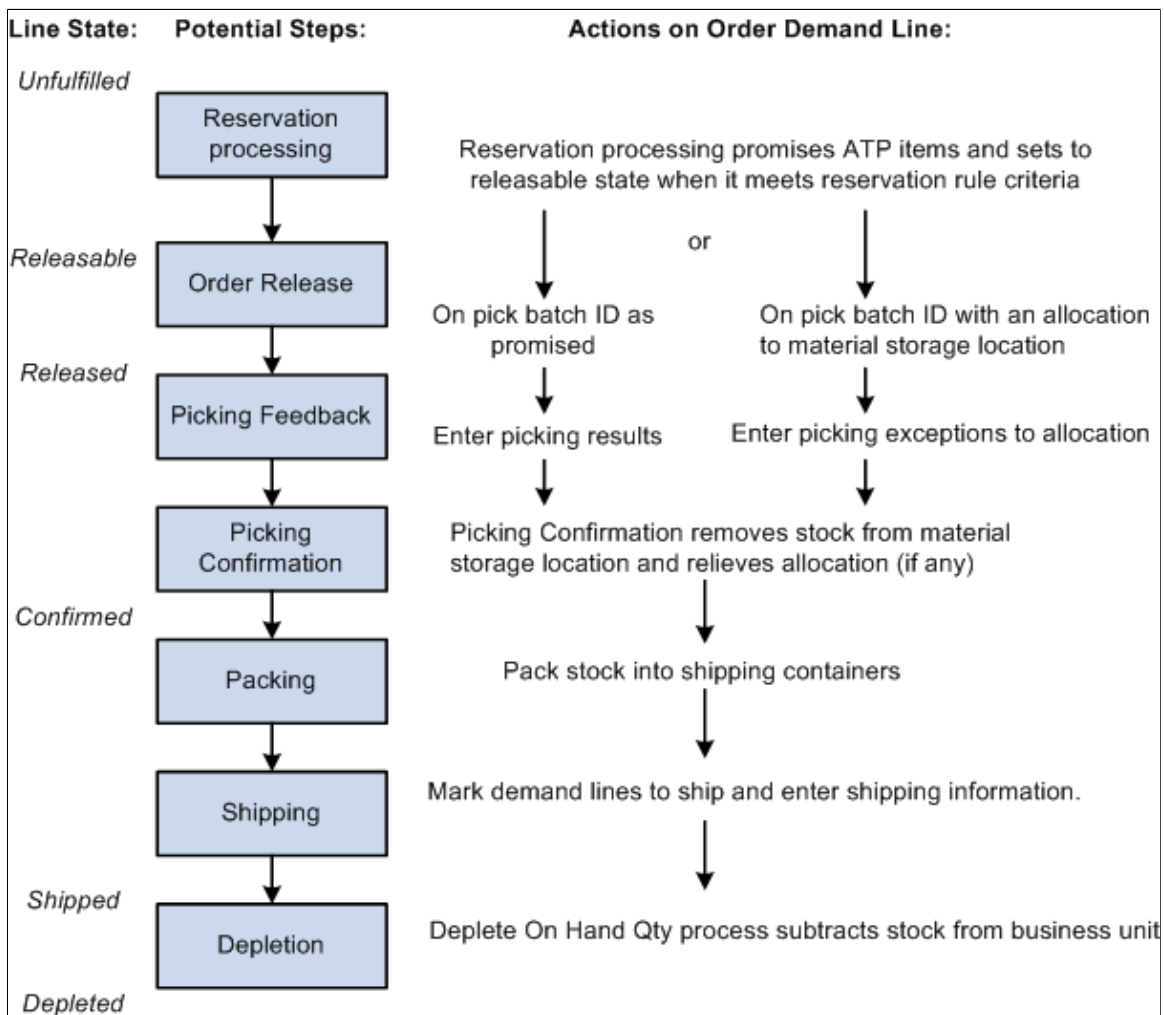 Line State: Potential Steps: Actions on Order Demand Line:
Unfulfilled
Reservation
processing
Reservation processing promises ATP items and sets to
releasable state when it meets reservation rule criteria
or
Releasable
Order Release
On pick batch ID as
promised
On pick batch ID with an allocation
to material storage location
Released
Picking Feedback
Enter picking results
Enter picking exceptions to allocation
Picking
Confirmation
Picking Confirmation removes stock from material
storage location and relieves allocation (if any)
Confirmed
Packing
Pack stock into shipping containers
Shipping
Mark demand lines to ship and enter shipping information.
Shipped
Depletion
Deplete On Hand Qty process subtracts stock from business unit
Depleted